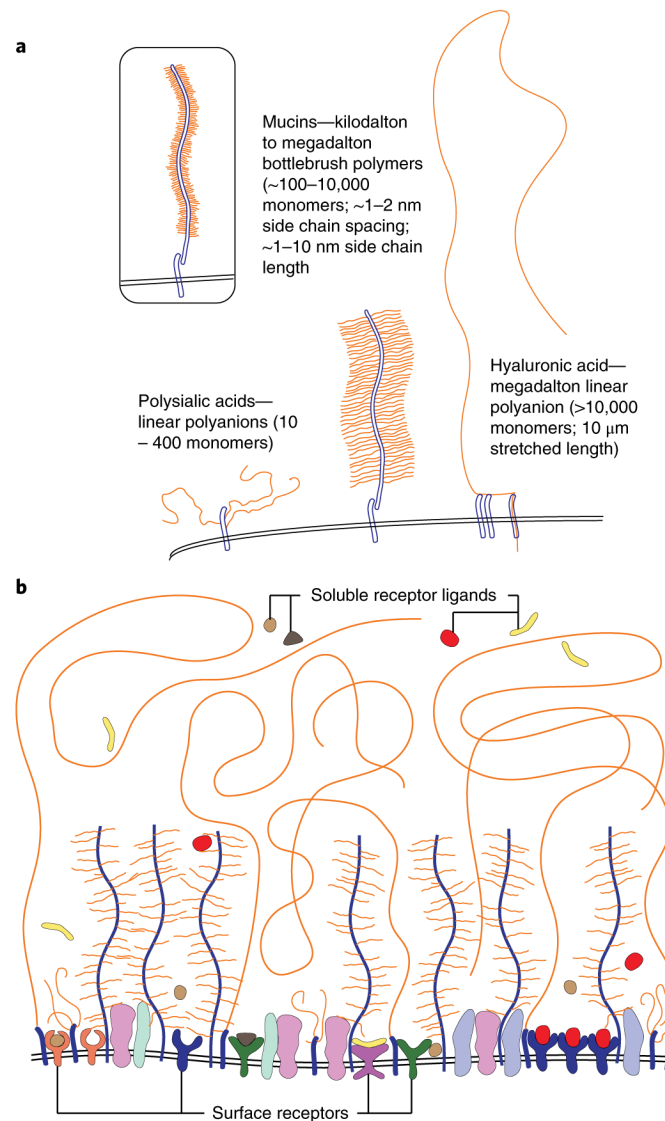 a
Mucins—kilodalton
to megadalton
bottlebrush polymers
(~100–10,000
monomers; ~1–2 nm
side chain spacing;
~1–10 nm side chain
length
Polysialic acids—
linear polyanions (10
– 400 monomers)
Hyaluronic acid—
megadalton linear
polyanion (>10,000
monomers; 10 μm
stretched length)
b
Soluble receptor ligands
Surface receptors